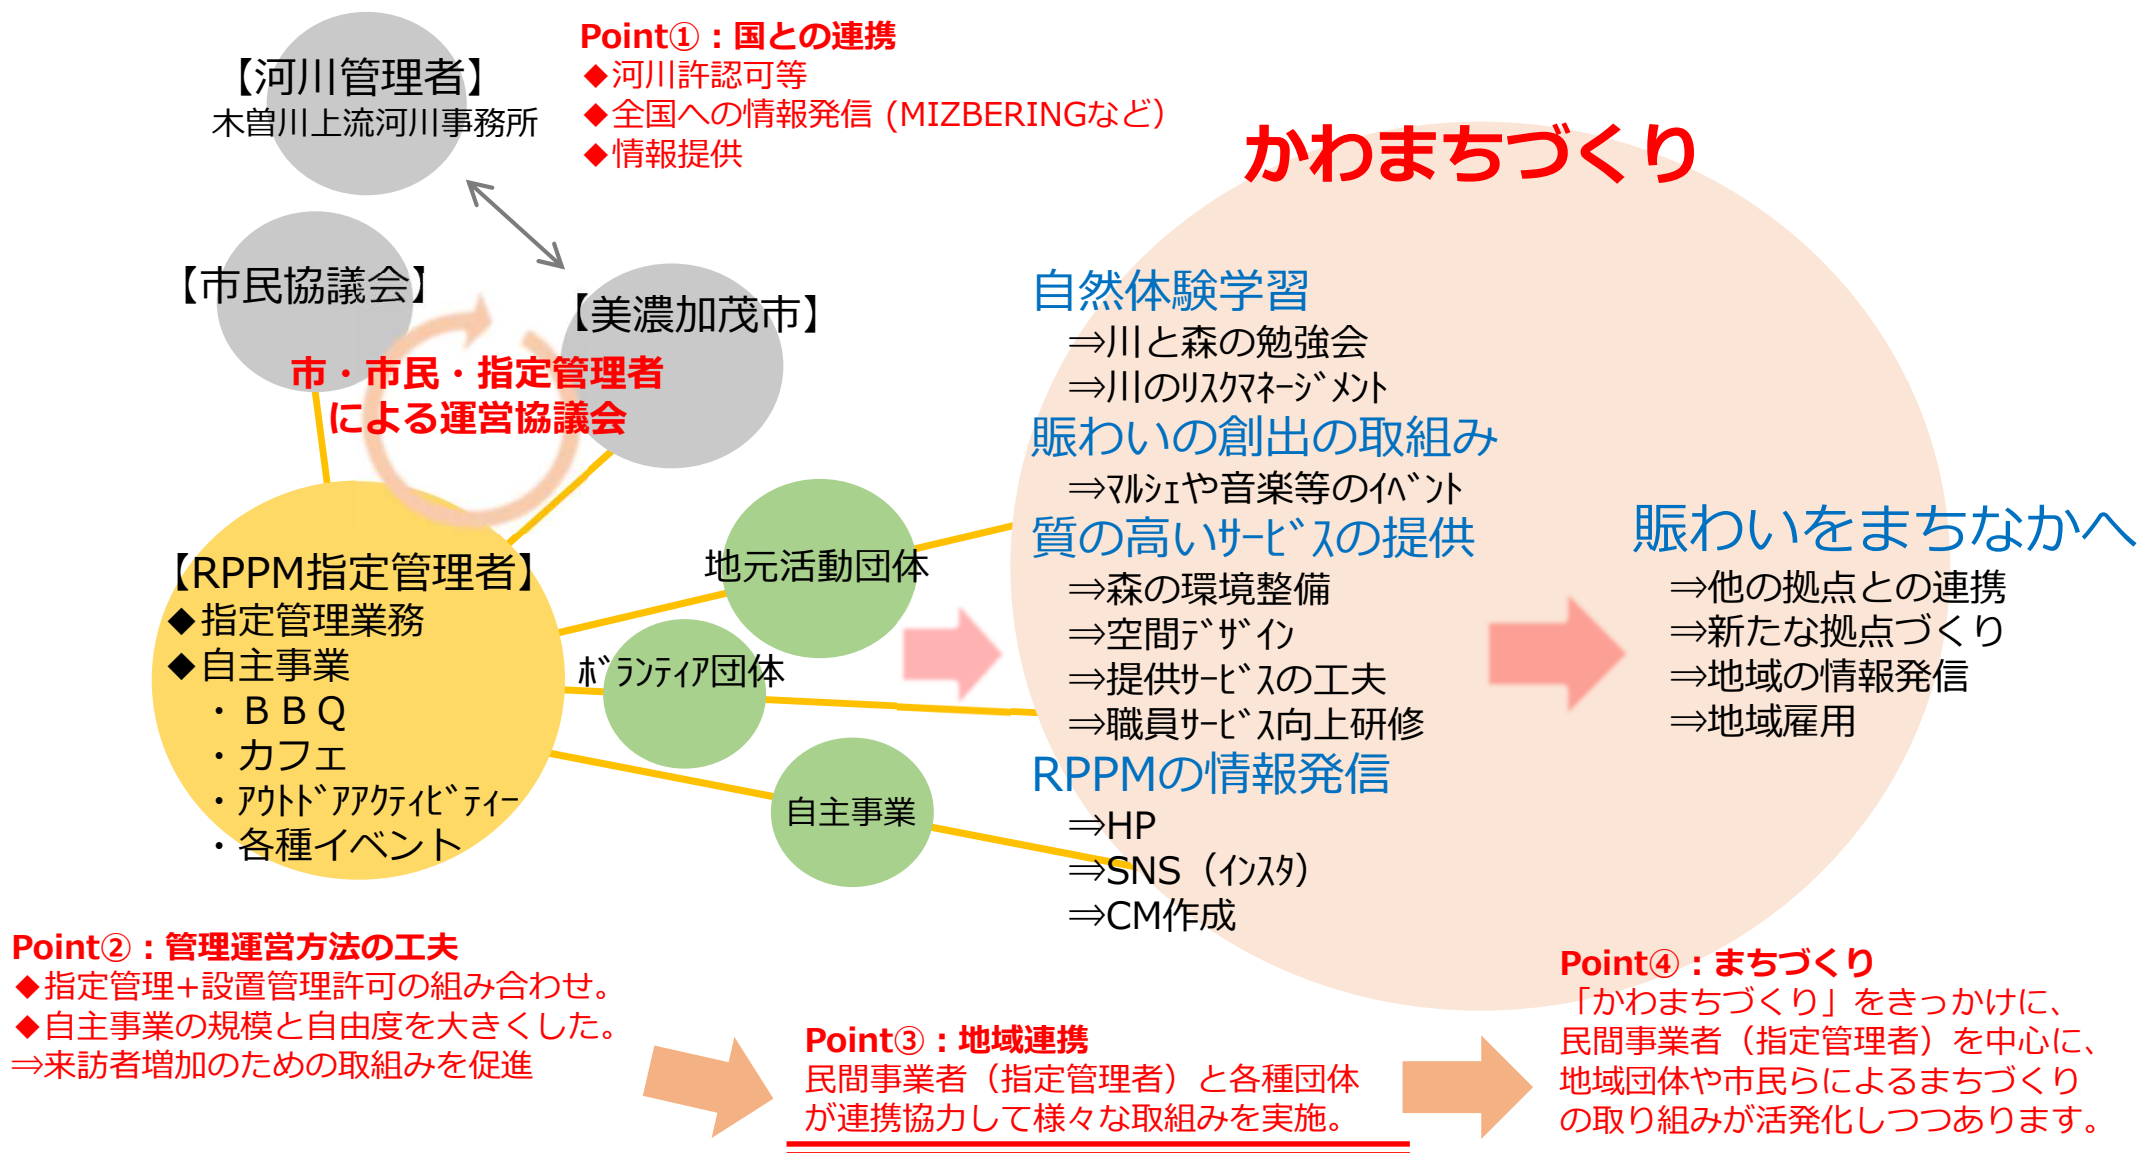 【河川管理者】
木曽川上流河川事務所
Point①：国との連携
◆河川許認可等
◆全国への情報発信 (MIZBERINGなど）
◆情報提供
【市民協議会】
【美濃加茂市】
市・市民・指定管理者
による運営協議会
【RPPM指定管理者】
◆指定管理業務
◆自主事業
・ＢＢＱ
・カフェ
・ｱｳﾄﾄﾞｱｱｸﾃｨﾋﾞﾃｨｰ
・各種イベント
地元活動団体
ﾎﾞﾗﾝﾃｨｱ団体
自主事業
かわまちづくり
自然体験学習
⇒川と森の勉強会
⇒川のﾘｽｸﾏﾈｰｼﾞﾒﾝﾄ
賑わいの創出の取組み
⇒ﾏﾙｼｪや音楽等のｲﾍﾞﾝﾄ
質の高いｻｰﾋﾞｽの提供
⇒森の環境整備
⇒空間ﾃﾞｻﾞｲﾝ
⇒提供ｻｰﾋﾞｽの工夫
⇒職員ｻｰﾋﾞｽ向上研修
RPPMの情報発信
⇒HP
⇒SNS（ｲﾝｽﾀ）
⇒CM作成
賑わいをまちなかへ
⇒他の拠点との連携
⇒新たな拠点づくり
⇒地域の情報発信
⇒地域雇用
Point②：管理運営方法の工夫
◆指定管理+設置管理許可の組み合わせ。
◆自主事業の規模と自由度を大きくした。
⇒来訪者増加のための取組みを促進
Point③：地域連携
民間事業者（指定管理者）と各種団体
が連携協力して様々な取組みを実施。
Point④：まちづくり
「かわまちづくり」をきっかけに、
民間事業者（指定管理者）を中心に、
地域団体や市民らによるまちづくり
の取り組みが活発化しつつあります。